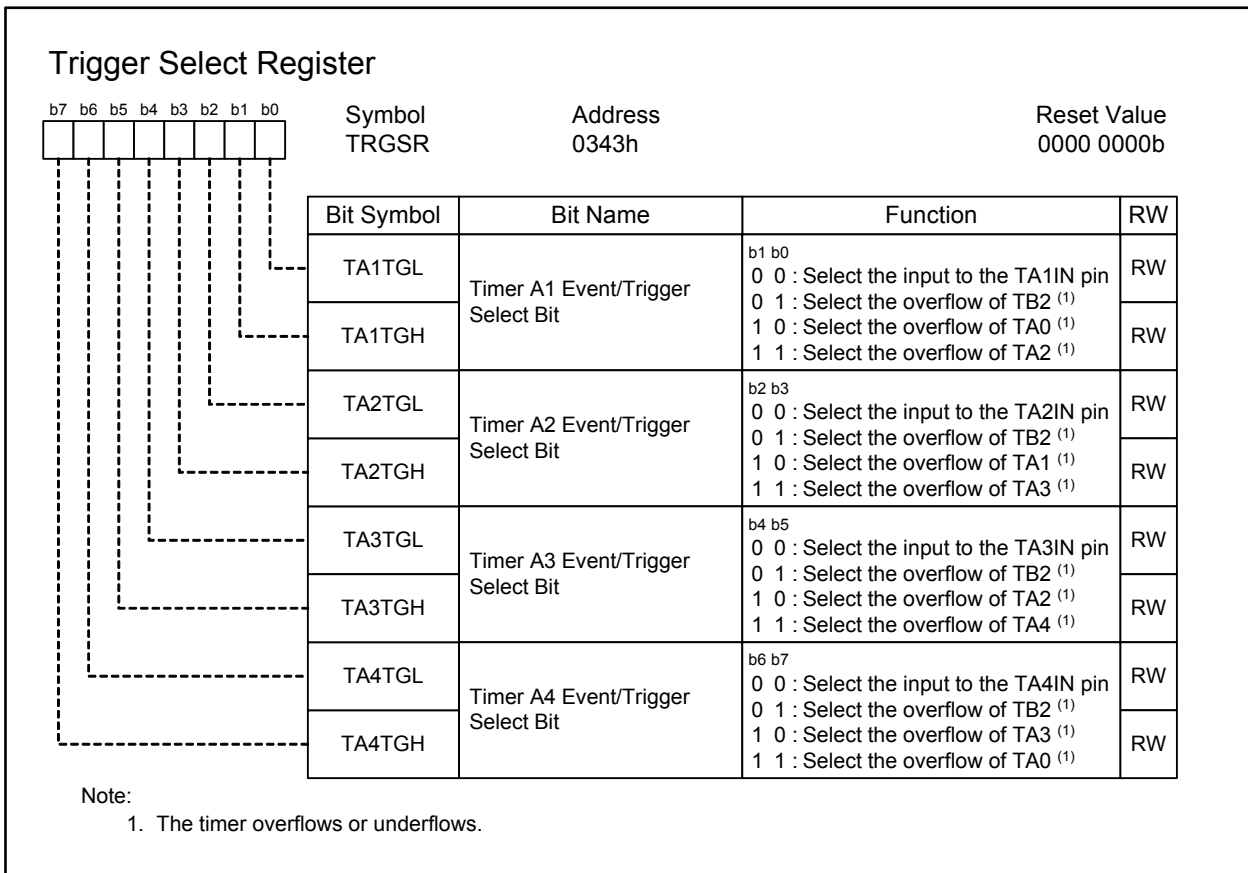 Trigger Select Register
b7 b6 b5 b4 b3 b2 b1 b0
Symbol Address Reset Value
TRGSR 0343h 0000 0000b
Bit Symbol Bit Name Function RW
TA1TGL
TA1TGH
Timer A1 Event/Trigger
Select Bit
b1 b0
0 0 : Select the input to the TA1IN pin
0 1 : Select the overflow of TB2 (1)
1 0 : Select the overflow of TA0 (1)
1 1 : Select the overflow of TA2 (1)
RW
RW
TA2TGL
TA2TGH
Timer A2 Event/Trigger
Select Bit
b2 b3
0 0 : Select the input to the TA2IN pin
0 1 : Select the overflow of TB2 (1)
1 0 : Select the overflow of TA1 (1)
1 1 : Select the overflow of TA3 (1)
RW
RW
TA3TGL
TA3TGH
Timer A3 Event/Trigger
Select Bit
b4 b5
0 0 : Select the input to the TA3IN pin
0 1 : Select the overflow of TB2 (1)
1 0 : Select the overflow of TA2 (1)
1 1 : Select the overflow of TA4 (1)
RW
RW
TA4TGL
TA4TGH
Timer A4 Event/Trigger
Select Bit
b6 b7
0 0 : Select the input to the TA4IN pin
0 1 : Select the overflow of TB2 (1)
1 0 : Select the overflow of TA3 (1)
1 1 : Select the overflow of TA0 (1)
RW
RW
Note:
1. The timer overflows or underflows.